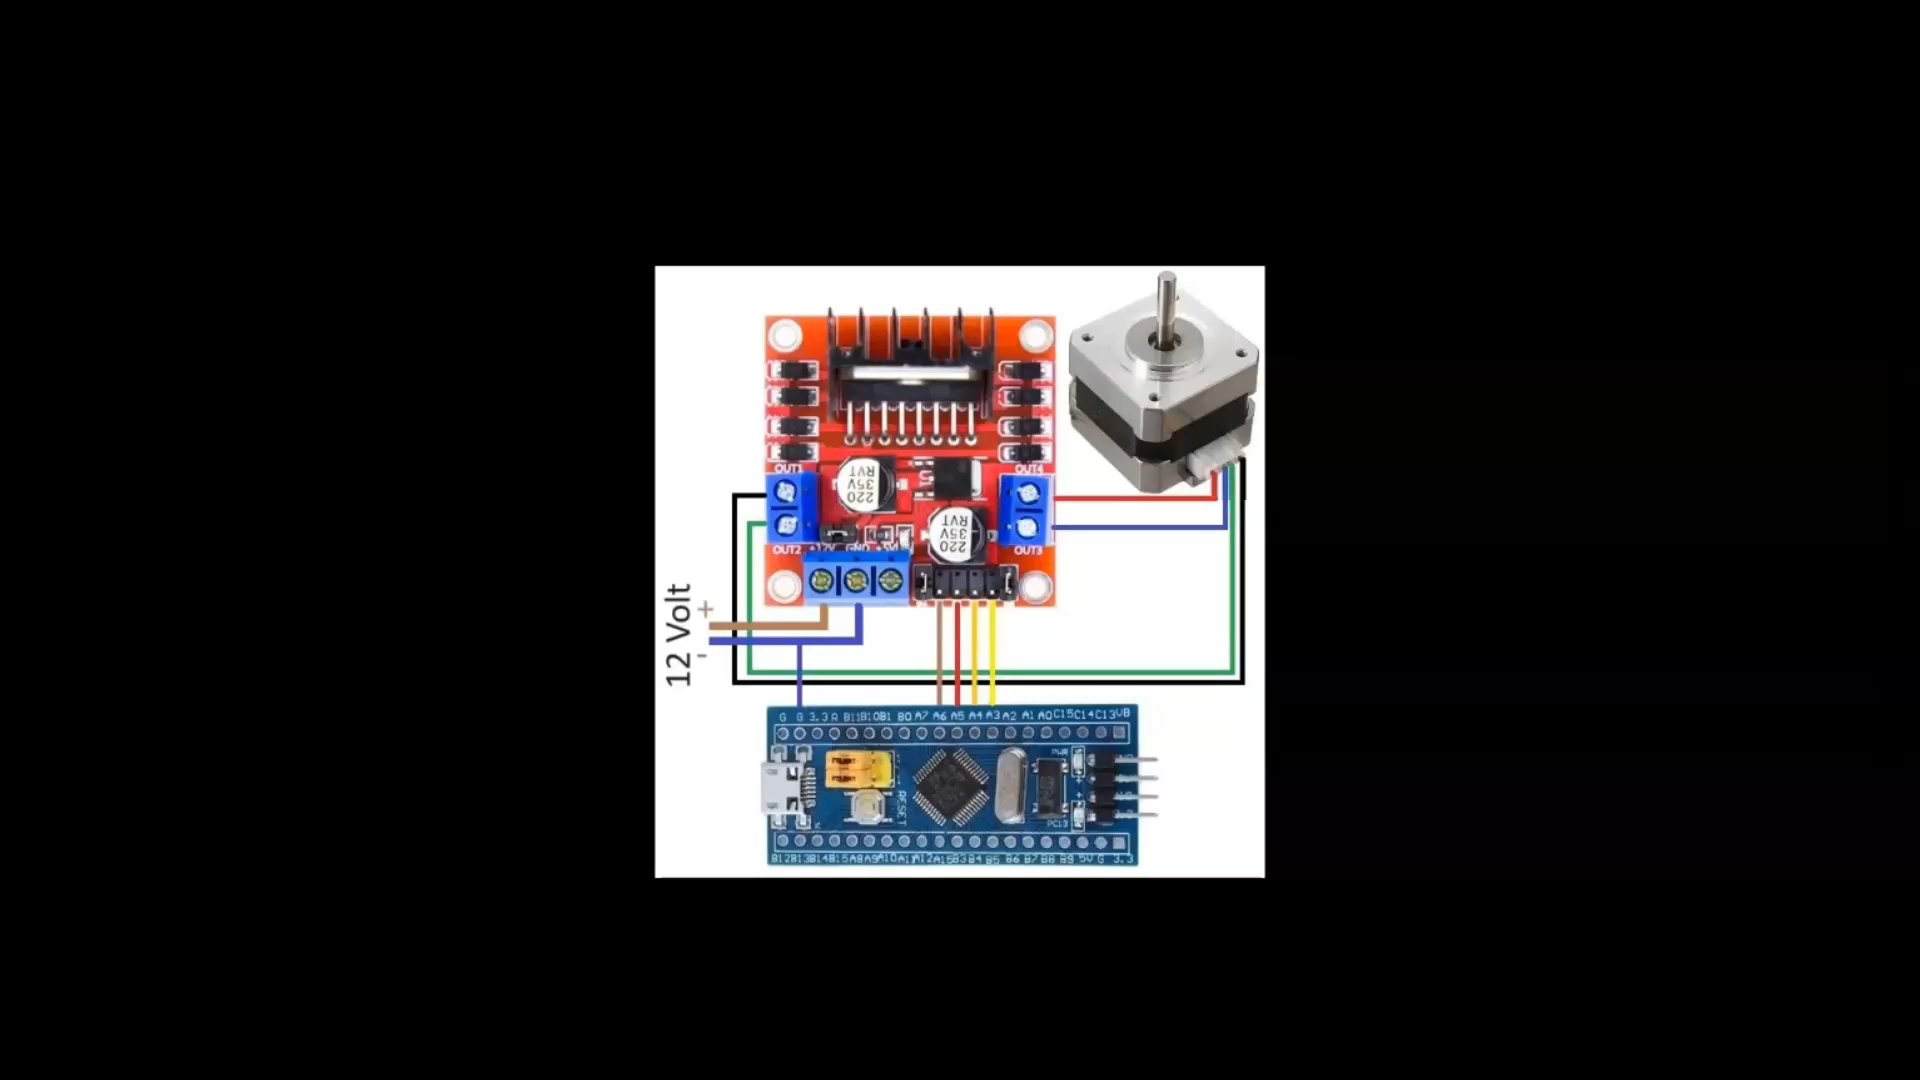 OUT1
OUT4
220
35V
RVT
220
35V
RVT
OUT2
+12V GND +5V
OUT3
12 Volt
+
-
G G 3.3 R B11 B10 B1 B0 A7 A6 A5 A4 A3 A2 A1 A0 C15 C14 C13 VB
PWR
RESET
PC13
B12 B13 B14 B15 A8 A9 A10 A11 A12 A15 B3 B4 B5 B6 B7 B8 B9 5V G 3.3